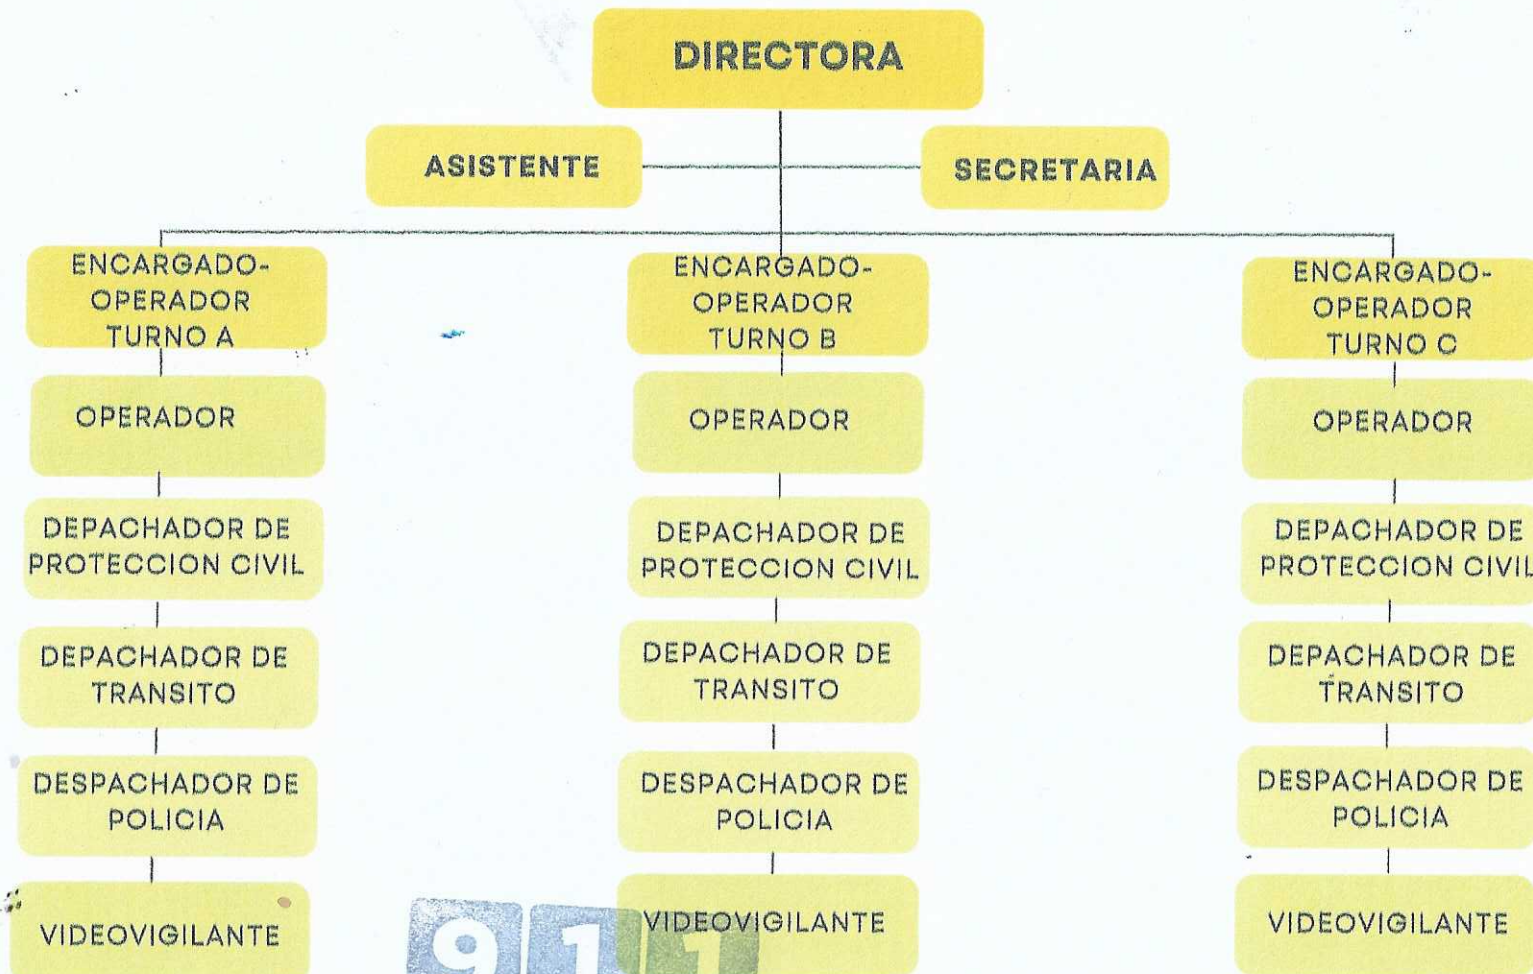 DIRECTORA
ASISTENTE
SECRETARIA
ENCARGADO-
OPERADOR
TURNO A
ENCARGADO-
OPERADOR
TURNO B
ENCARGADO-
OPERADOR
TURNO C
OPERADOR
OPERADOR
OPERADOR
DEPACHADOR DE
PROTECCION CIVIL
DEPACHADOR DE
PROTECCION CIVIL
DEPACHADOR DE
PROTECCION CIVIL
DEPACHADOR DE
TRANSITO
DEPACHADOR DE
TRANSITO
DEPACHADOR DE
TRANSITO
DESPACHADOR DE
POLICIA
DESPACHADOR DE
POLICIA
DESPACHADOR DE
POLICIA
VIDEOVIGILANTE
VIDEOVIGILANTE
VIDEOVIGILANTE
911